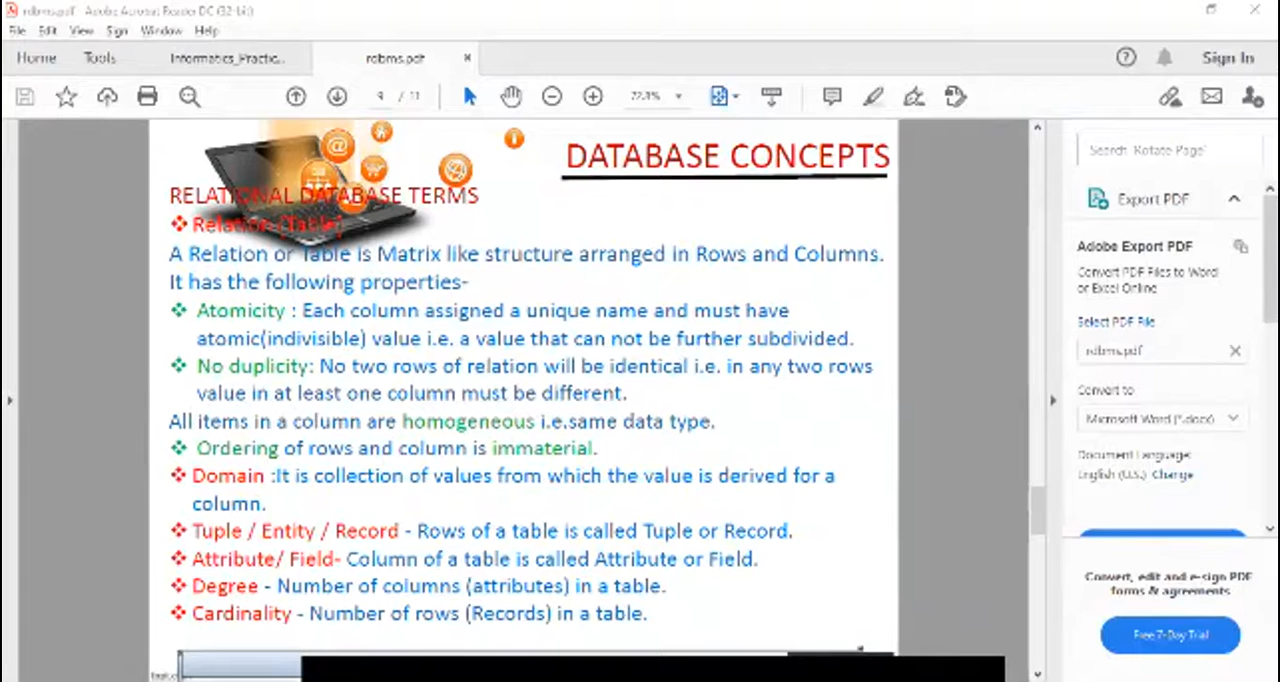 rdbms.pdf - Adobe Acrobat Reader DC (32-bit)
File Edit View Sign Window Help
Home Tools Informatics_Practic... rdbms.pdf ×
Sign In
9 / 11 72.8%
DATABASE CONCEPTS
RELATIONAL DATABASE TERMS
❖ Relation (Table)
A Relation or Table is Matrix like structure arranged in Rows and Columns.
It has the following properties-
❖ Atomicity : Each column assigned a unique name and must have
atomic(indivisible) value i.e. a value that can not be further subdivided.
❖ No duplicity: No two rows of relation will be identical i.e. in any two rows
value in at least one column must be different.
All items in a column are homogeneous i.e.same data type.
❖ Ordering of rows and column is immaterial.
❖ Domain :It is collection of values from which the value is derived for a
column.
❖ Tuple / Entity / Record - Rows of a table is called Tuple or Record.
❖ Attribute/ Field- Column of a table is called Attribute or Field.
❖ Degree - Number of columns (attributes) in a table.
❖ Cardinality - Number of rows (Records) in a table.
Search 'Rotate Page'
Export PDF
Adobe Export PDF
Convert PDF Files to Word
or Excel Online
Select PDF File
rdbms.pdf
Convert to
Microsoft Word (*.docx)
Document Language:
English (U.S.) Change
Convert, edit and e-sign PDF
forms & agreements
Free 7-Day Trial